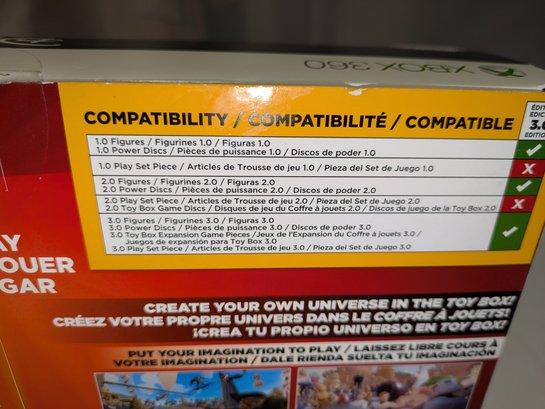 XBOX 360
COMPATIBILITY / COMPATIBILITÉ / COMPATIBLE
3.0
EDITION
1.0 Figures / Figurines 1.0 / Figuras 1.0
1.0 Power Discs / Pièces de puissance 1.0 / Discos de poder 1.0
1.0 Play Set Piece / Articles de Trousse de jeu 1.0 / Pieza del Set de Juego 1.0
2.0 Figures / Figurines 2.0 / Figuras 2.0
2.0 Power Discs / Pièces de puissance 2.0 / Discos de poder 2.0
2.0 Play Set Piece / Articles de Trousse de jeu 2.0 / Pieza del Set de Juego 2.0
2.0 Toy Box Game Discs / Disques de jeu du Coffre à jouets 2.0 / Discos de juego de la Toy Box 2.0
3.0 Figures / Figurines 3.0 / Figuras 3.0
3.0 Power Discs / Pièces de puissance 3.0 / Discos de poder 3.0
3.0 Toy Box Expansion Game Pieces / Jeux de l'Expansion du Coffre à jouets 3.0 /
Juegos de expansión para Toy Box 3.0
3.0 Play Set Piece / Articles de Trousse de jeu 3.0 / Pieza del Set de Juego 3.0
AY
OUER
GAR
CREATE YOUR OWN UNIVERSE IN THE TOY BOX!
CRÉEZ VOTRE PROPRE UNIVERS DANS LE COFFRE À JOUETS!
¡CREA TU PROPIO UNIVERSO EN TOY BOX!
PUT YOUR IMAGINATION TO PLAY / LAISSEZ LIBRE COURS À
VOTRE IMAGINATION / DALE RIENDA SUELTA TU IMAGINACIÓN